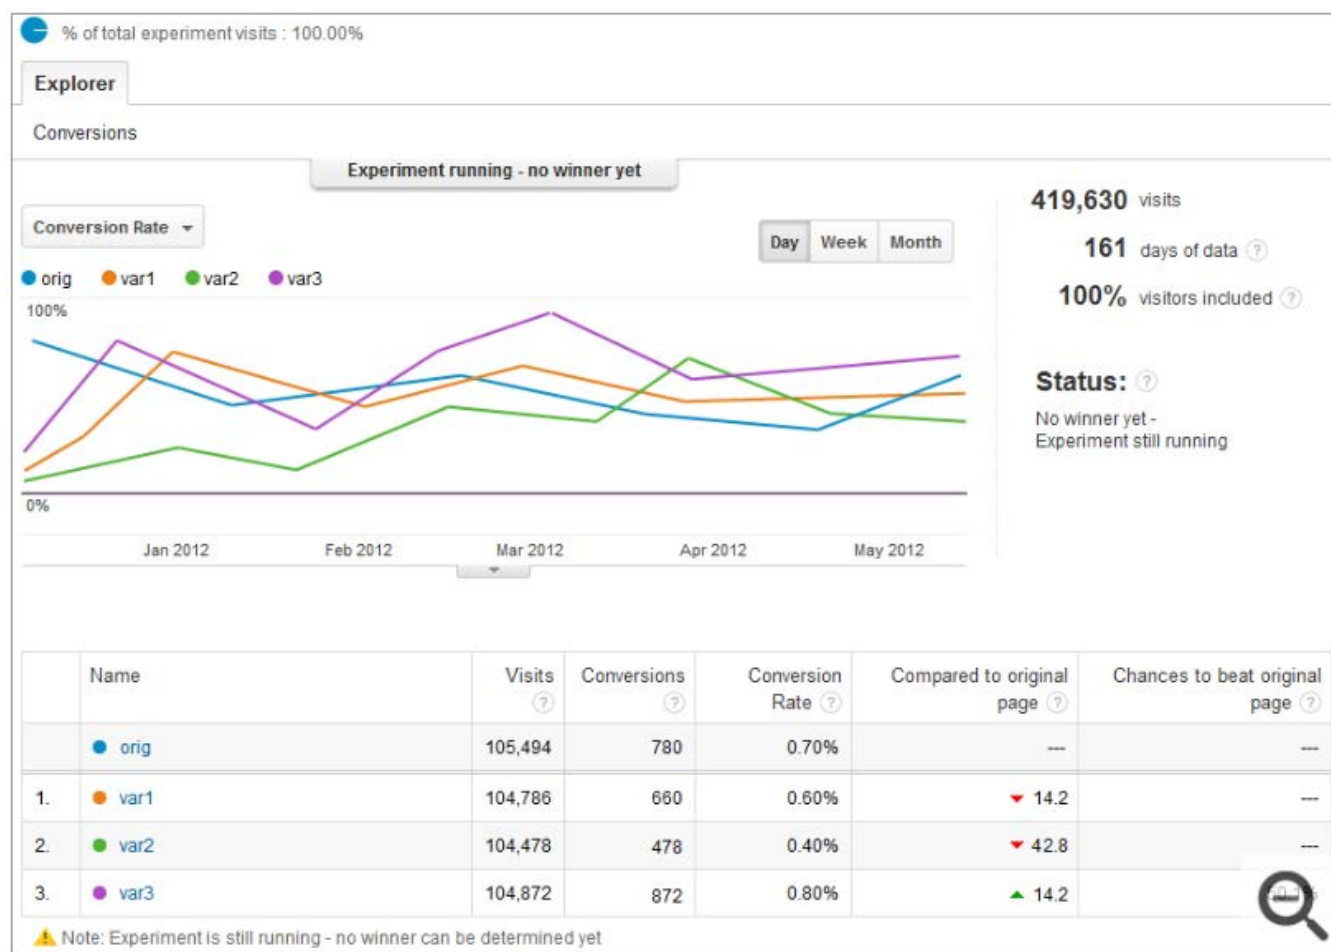 % of total experiment visits : 100.00%
Explorer
Conversions
Experiment running - no winner yet
Conversion Rate
Day Week Month
orig var1 var2 var3
100%
0%
Jan 2012 Feb 2012 Mar 2012 Apr 2012 May 2012
419,630 visits
161 days of data ?
100% visitors included ?
Status: ?
No winner yet -
Experiment still running
Name Visits ? Conversions ? Conversion Rate ? Compared to original page ? Chances to beat original page ?
orig 105,494 780 0.70% --- ---
1. var1 104,786 660 0.60% 14.2 ---
2. var2 104,478 478 0.40% 42.8 ---
3. var3 104,872 872 0.80% 14.2
Note: Experiment is still running - no winner can be determined yet